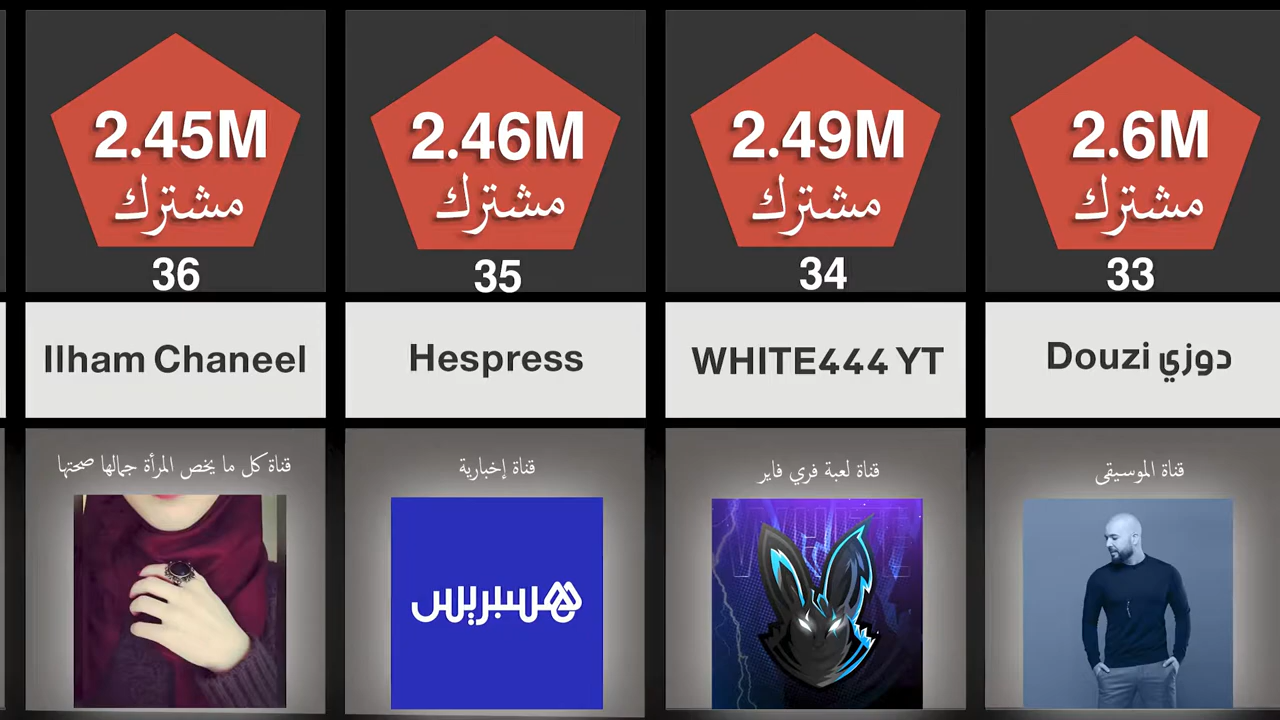 2.45M
مشترك
36
Ilham Chaneel
قناة كل ما يخص المرأة جمالها صحتها
2.46M
مشترك
35
Hespress
قناة إخبارية
هسبريس
2.49M
مشترك
34
WHITE444 YT
قناة لعبة فري فاير
WHITE
2.6M
مشترك
33
Douzi دوزي
قناة الموسيقى